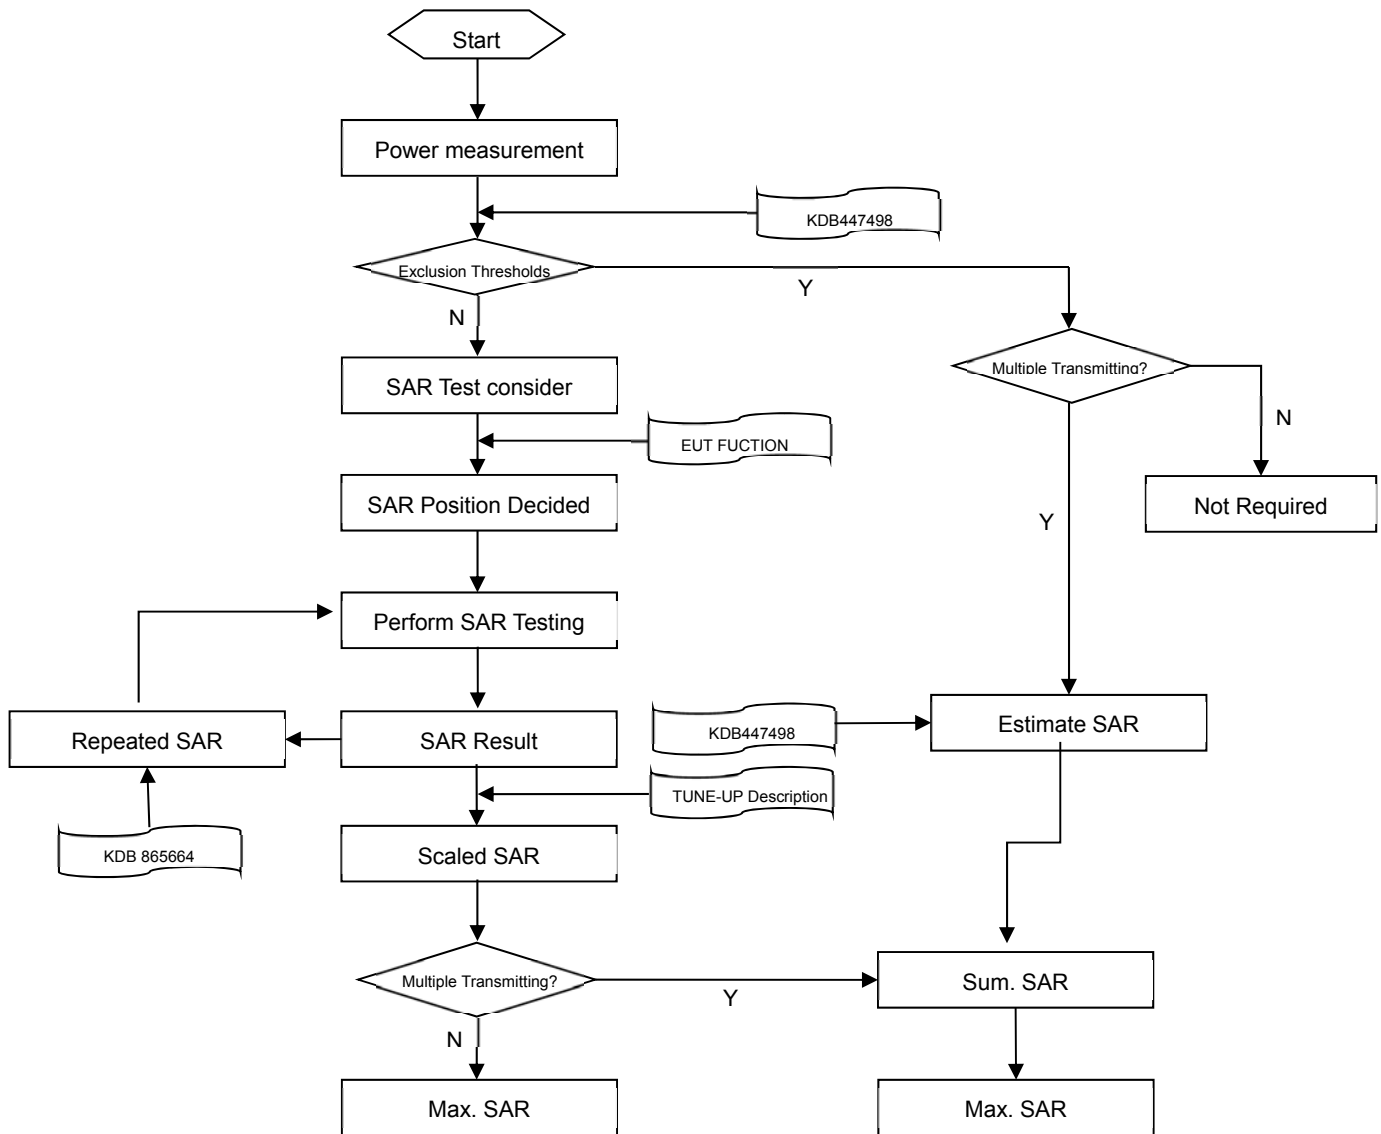 Start
Power measurement
KDB447498
Exclusion Thresholds
Y
N
Multiple Transmitting?
SAR Test consider
N
EUT FUCTION
SAR Position Decided
Not Required
Y
Perform SAR Testing
Repeated SAR
SAR Result
KDB447498
Estimate SAR
TUNE-UP Description
KDB 865664
Scaled SAR
Multiple Transmitting?
Y
Sum. SAR
N
Max. SAR
Max. SAR